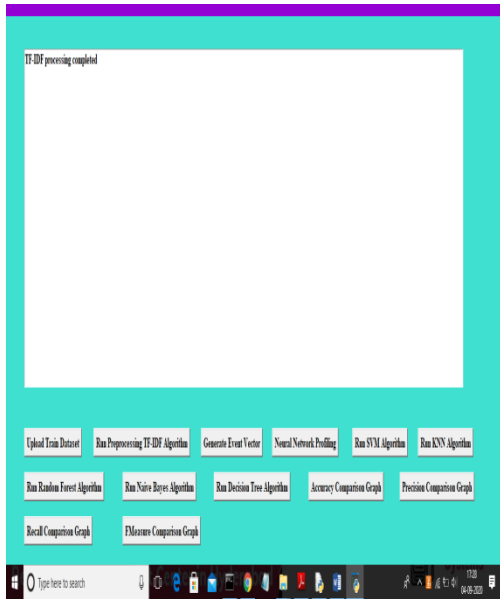 TF-IDF processing completed
Upload Train Dataset Run Preprocessing TF-IDF Algorithm Generate Event Vector Neural Network Profiling Run SVM Algorithm Run KNN Algorithm
Run Random Forest Algorithm Run Naive Bayes Algorithm Run Decision Tree Algorithm Accuracy Comparison Graph Precision Comparison Graph
Recall Comparison Graph FMeasure Comparison Graph
Type here to search
17:28
04-08-2020